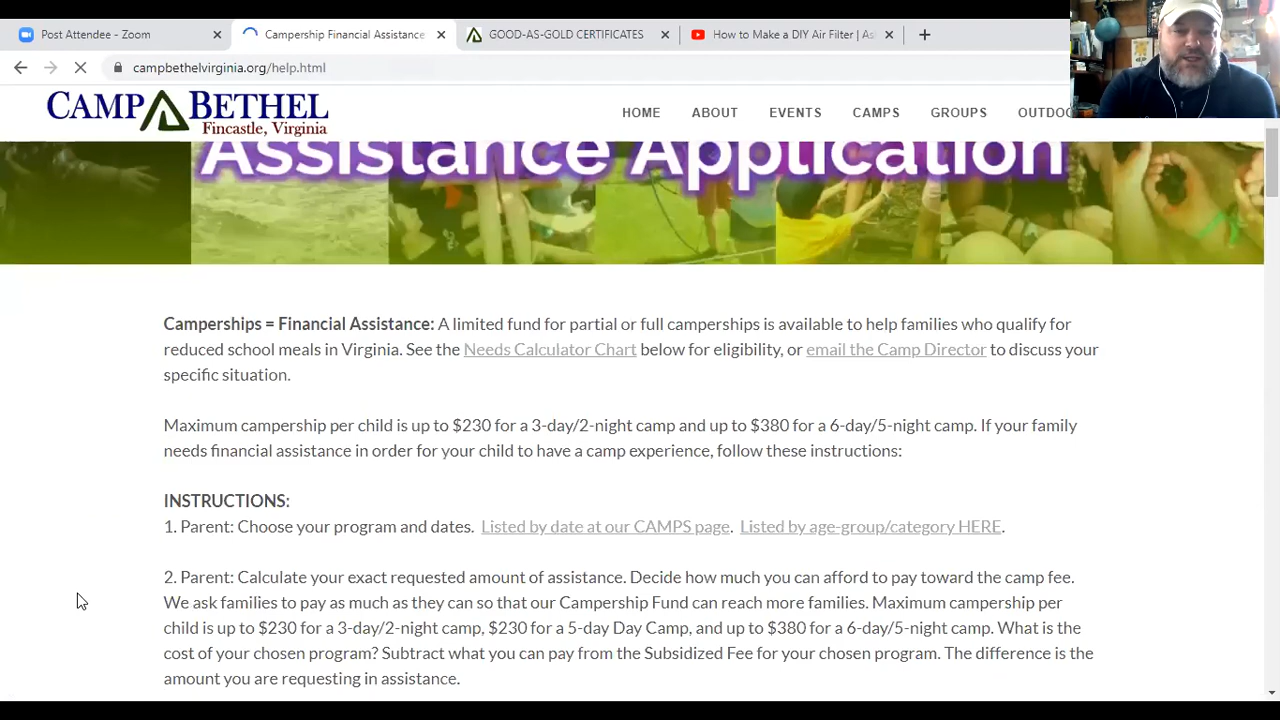 Post Attendee - Zoom
Campership Financial Assistance
GOOD-AS-GOLD CERTIFICATES
How to Make a DIY Air Filter | As
campbethelvirginia.org/help.html
CAMP BETHEL
Fincastle, Virginia
HOME ABOUT EVENTS CAMPS GROUPS OUTDOO
Assistance Application
Camperships = Financial Assistance: A limited fund for partial or full camperships is available to help families who qualify for
reduced school meals in Virginia. See the Needs Calculator Chart below for eligibility, or email the Camp Director to discuss your
specific situation.
Maximum campership per child is up to $230 for a 3-day/2-night camp and up to $380 for a 6-day/5-night camp. If your family
needs financial assistance in order for your child to have a camp experience, follow these instructions:
INSTRUCTIONS:
1. Parent: Choose your program and dates. Listed by date at our CAMPS page. Listed by age-group/category HERE.
2. Parent: Calculate your exact requested amount of assistance. Decide how much you can afford to pay toward the camp fee.
We ask families to pay as much as they can so that our Campership Fund can reach more families. Maximum campership per
child is up to $230 for a 3-day/2-night camp, $230 for a 5-day Day Camp, and up to $380 for a 6-day/5-night camp. What is the
cost of your chosen program? Subtract what you can pay from the Subsidized Fee for your chosen program. The difference is the
amount you are requesting in assistance.